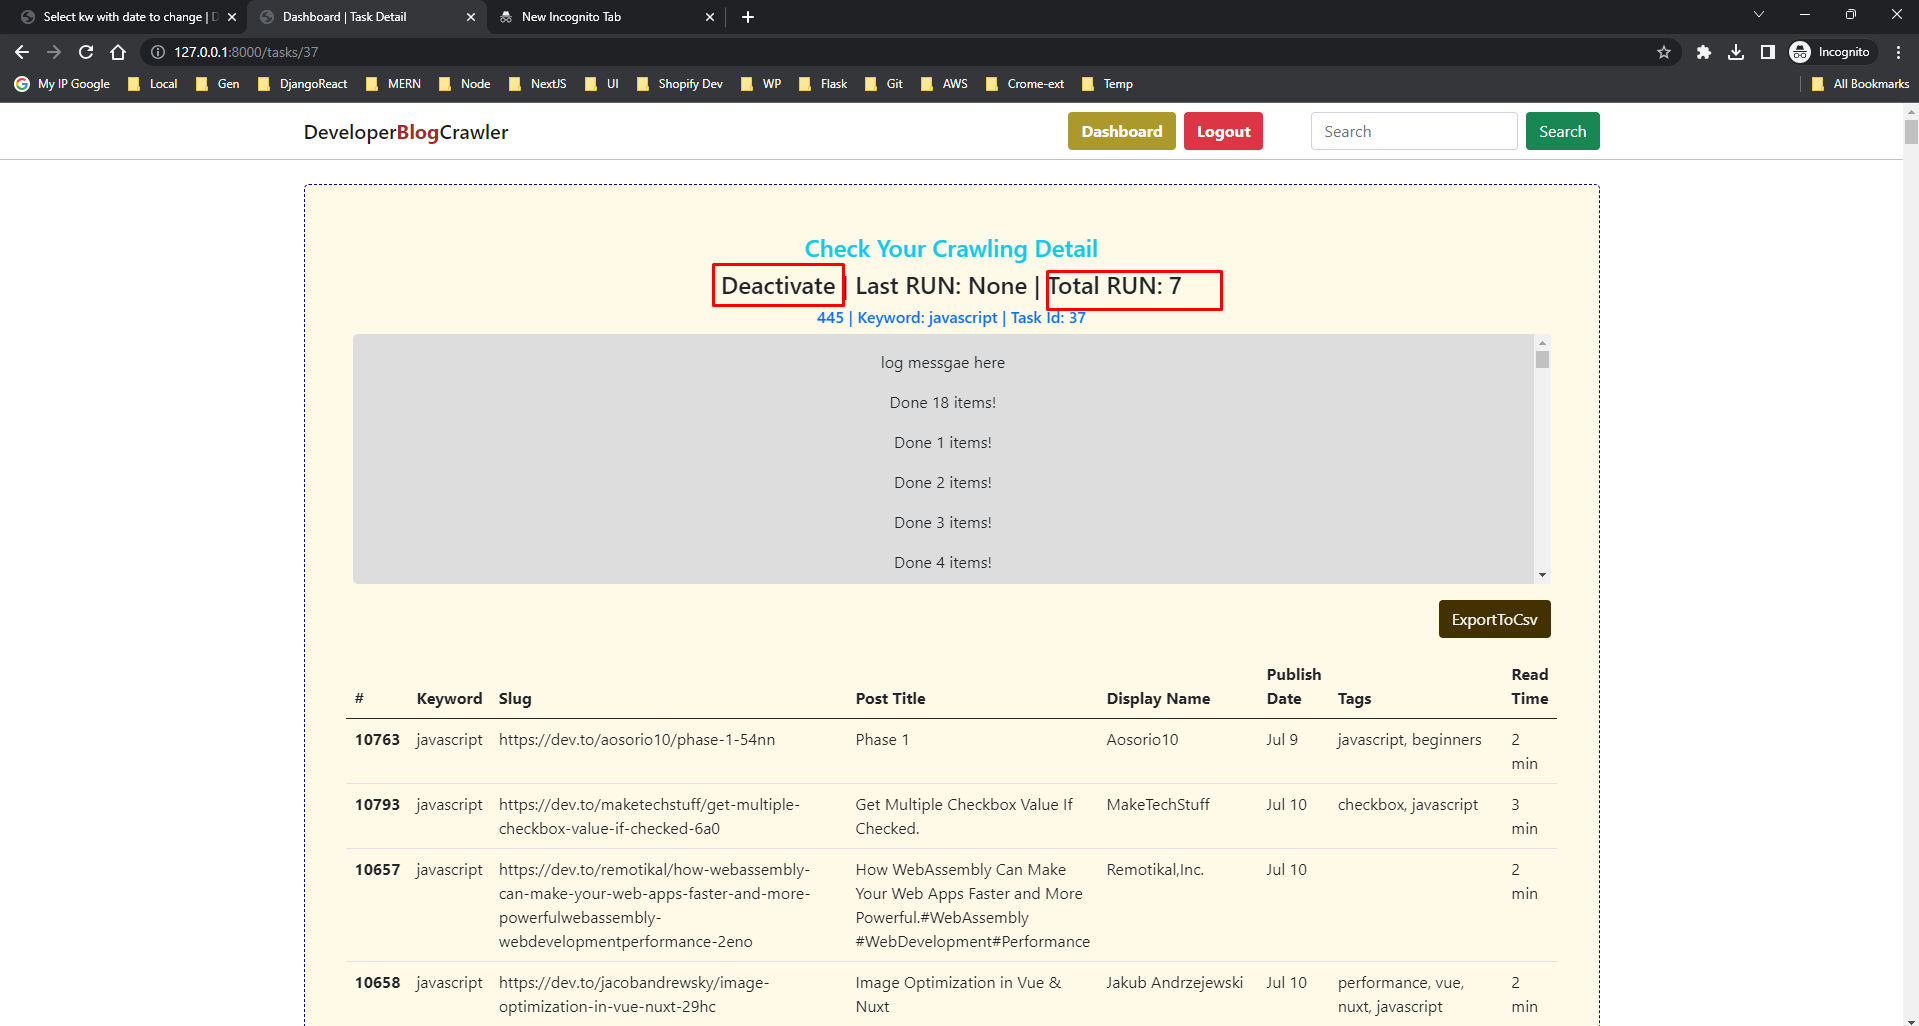 Select kw with date to change | D
Dashboard | Task Detail
New Incognito Tab
127.0.0.1:8000/tasks/37
Incognito
My IP Google
Local
Gen
DjangoReact
MERN
Node
NextJS
UI
Shopify Dev
WP
Flask
Git
AWS
Crome-ext
Temp
All Bookmarks
DeveloperBlogCrawler
Dashboard
Logout
Search
Search
Check Your Crawling Detail
Deactivate | Last RUN: None | Total RUN: 7
445 | Keyword: javascript | Task Id: 37
log messgae here
Done 18 items!
Done 1 items!
Done 2 items!
Done 3 items!
Done 4 items!
ExportToCsv
# Keyword Slug Post Title Display Name Publish Date Tags Read Time
10763 javascript https://dev.to/aosorio10/phase-1-54nn Phase 1 Aosorio10 Jul 9 javascript, beginners 2
min
10793 javascript https://dev.to/maketechstuff/get-multiple- Get Multiple Checkbox Value If MakeTechStuff Jul 10 checkbox, javascript 3
checkbox-value-if-checked-6a0 Checked. min
10657 javascript https://dev.to/remotikal/how-webassembly- How WebAssembly Can Make Remotikal,Inc. Jul 10 2
can-make-your-web-apps-faster-and-more- Your Web Apps Faster and More min
powerfulwebassembly- Powerful.#WebAssembly
webdevelopmentperformance-2eno #WebDevelopment#Performance
10658 javascript https://dev.to/jacobandrewsky/image- Image Optimization in Vue & Jakub Andrzejewski Jul 10 performance, vue, 2
optimization-in-vue-nuxt-29hc Nuxt nuxt, javascript min